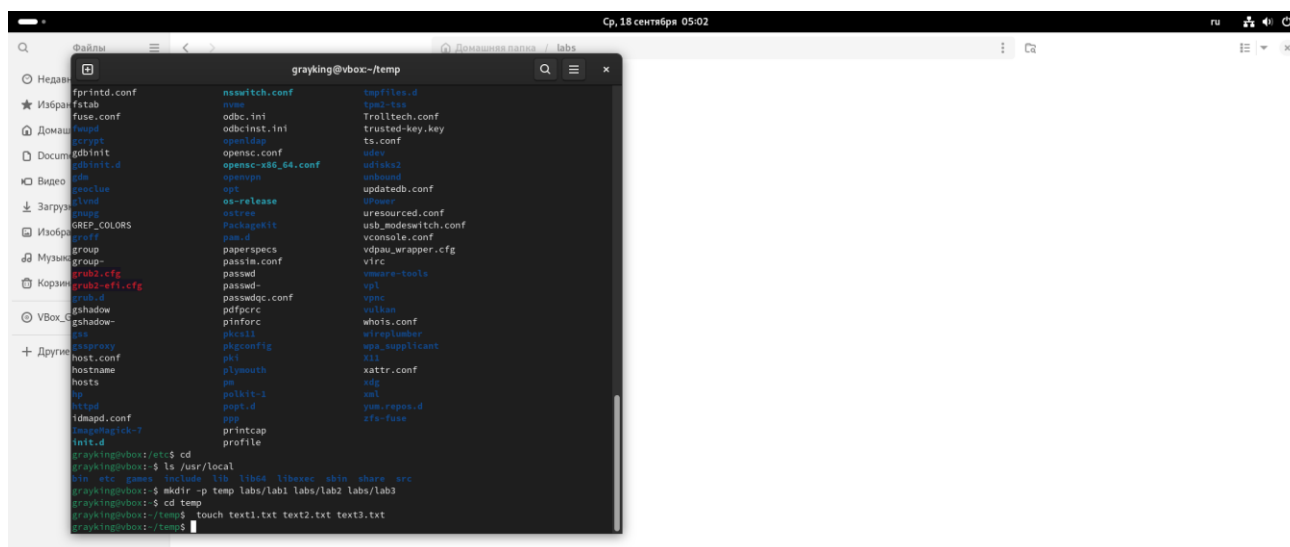 Ср, 18 сентября 05:02
ru
Файлы
Домашняя папка / labs
Недавн
Избран
Домаш
Docum
Видео
Загруз
Изобра
Музыка
Корзин
VBox_G
Другие
grayking@vbox:~/temp
fprintd.conf nsswitch.conf tmpfiles.d
fstab nvme tpm2-tss
fuse.conf odbc.ini Trolltech.conf
fwupd odbcinst.ini trusted-key.key
gcrypt openldap ts.conf
gdbinit opensc.conf udev
gdbinit.d opensc-x86_64.conf udisks2
gdm openvpn unbound
geoclue opt updatedb.conf
glvnd os-release UPower
gnupg ostree uresourced.conf
GREP_COLORS PackageKit usb_modeswitch.conf
groff pam.d vconsole.conf
group paperspecs vdpau_wrapper.cfg
group- passim.conf virc
grub2.cfg passwd vmware-tools
grub2-efi.cfg passwd- vpl
grub.d passwdqc.conf vpnc
gshadow pdfpcrc vulkan
gshadow- pinforc whois.conf
gss pkcs11 wireplumber
gssproxy pkgconfig wpa_supplicant
host.conf pki X11
hostname plymouth xattr.conf
hosts pm xdg
hp polkit-1 xml
httpd popt.d yum.repos.d
idmapd.conf ppp zfs-fuse
ImageMagick-7 printcap
init.d profile
grayking@vbox:/etc$ cd
grayking@vbox:~$ ls /usr/local
bin etc games include lib lib64 libexec sbin share src
grayking@vbox:~$ mkdir -p temp labs/lab1 labs/lab2 labs/lab3
grayking@vbox:~$ cd temp
grayking@vbox:~/temp$ touch text1.txt text2.txt text3.txt
grayking@vbox:~/temp$